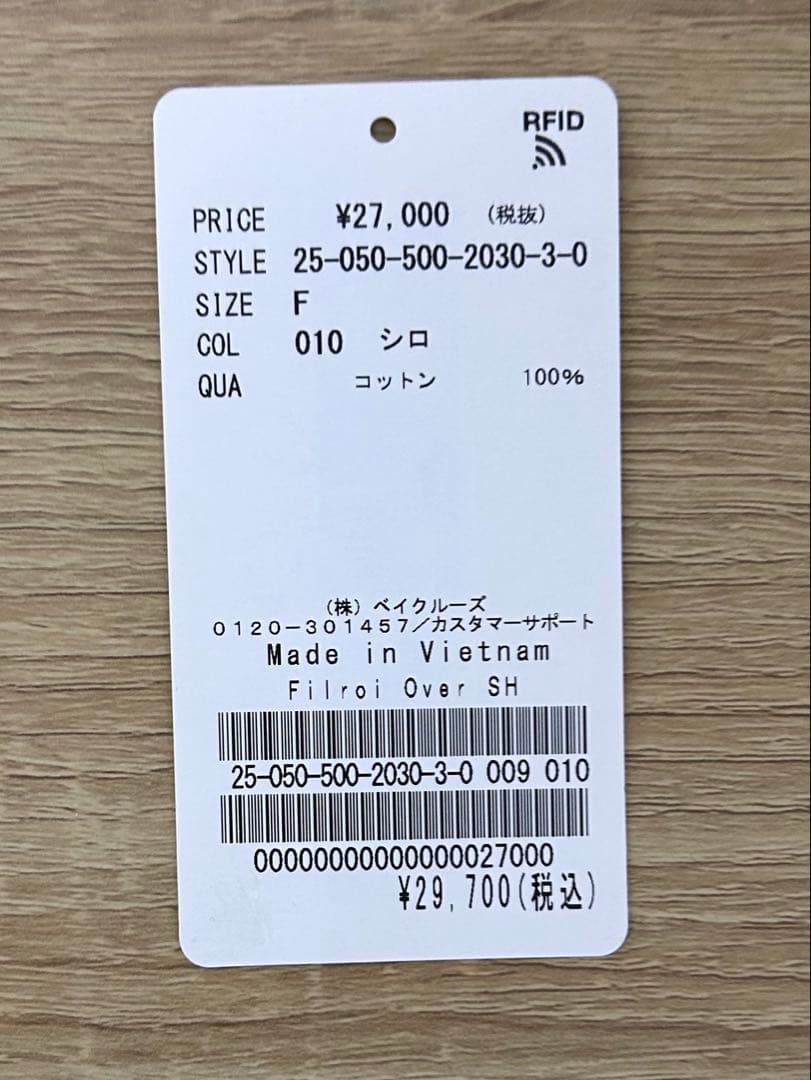 RFID
PRICE ¥27,000 (税抜)
STYLE 25-050-500-2030-3-0
SIZE F
COL 010 シロ
QUA コットン 100%
(株) ベイクルーズ
0120-301457/カスタマーサポート
Made in Vietnam
Filroi Over SH
25-050-500-2030-3-0 009 010
00000000000000027000
¥29,700(税込)